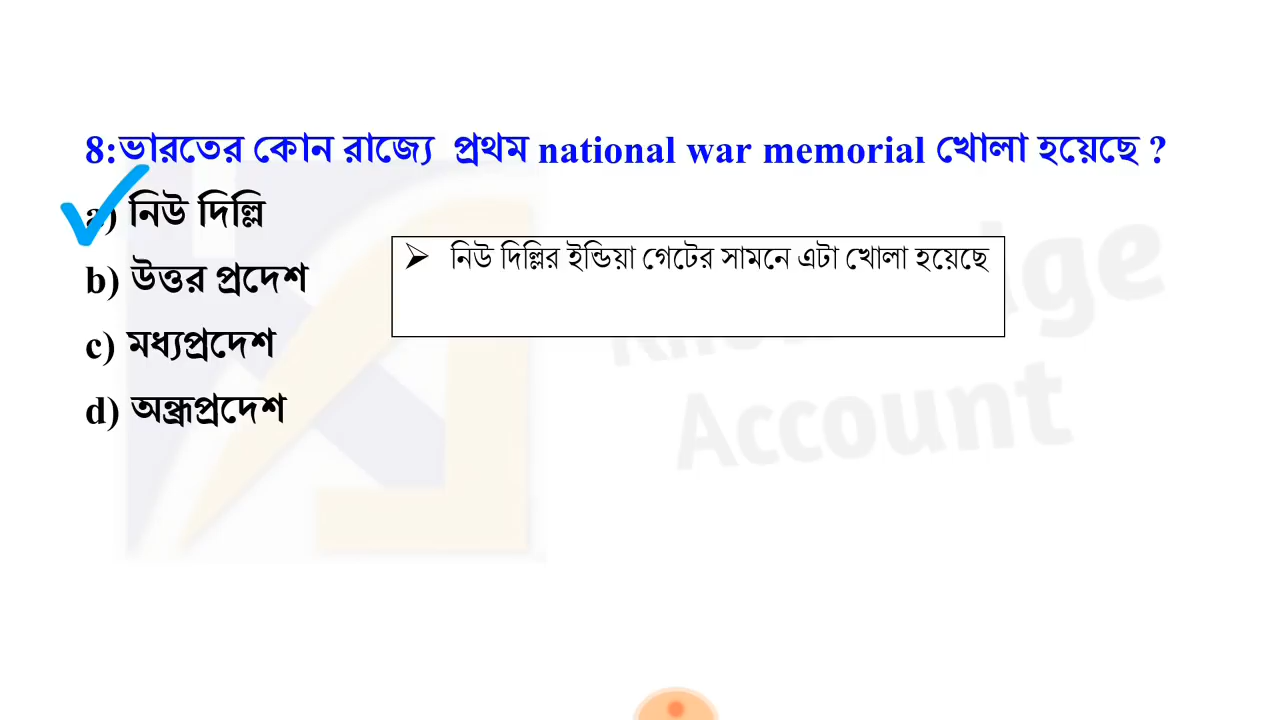 8:ভারতের কোন রাজ্যে প্রথম national war memorial খোলা হয়েছে ?
a) নিউ দিল্লি
➢ নিউ দিল্লির ইন্ডিয়া গেটের সামনে এটা খোলা হয়েছে
b) উত্তর প্রদেশ
c) মধ্যপ্রদেশ
d) অন্ধ্রপ্রদেশ
Account